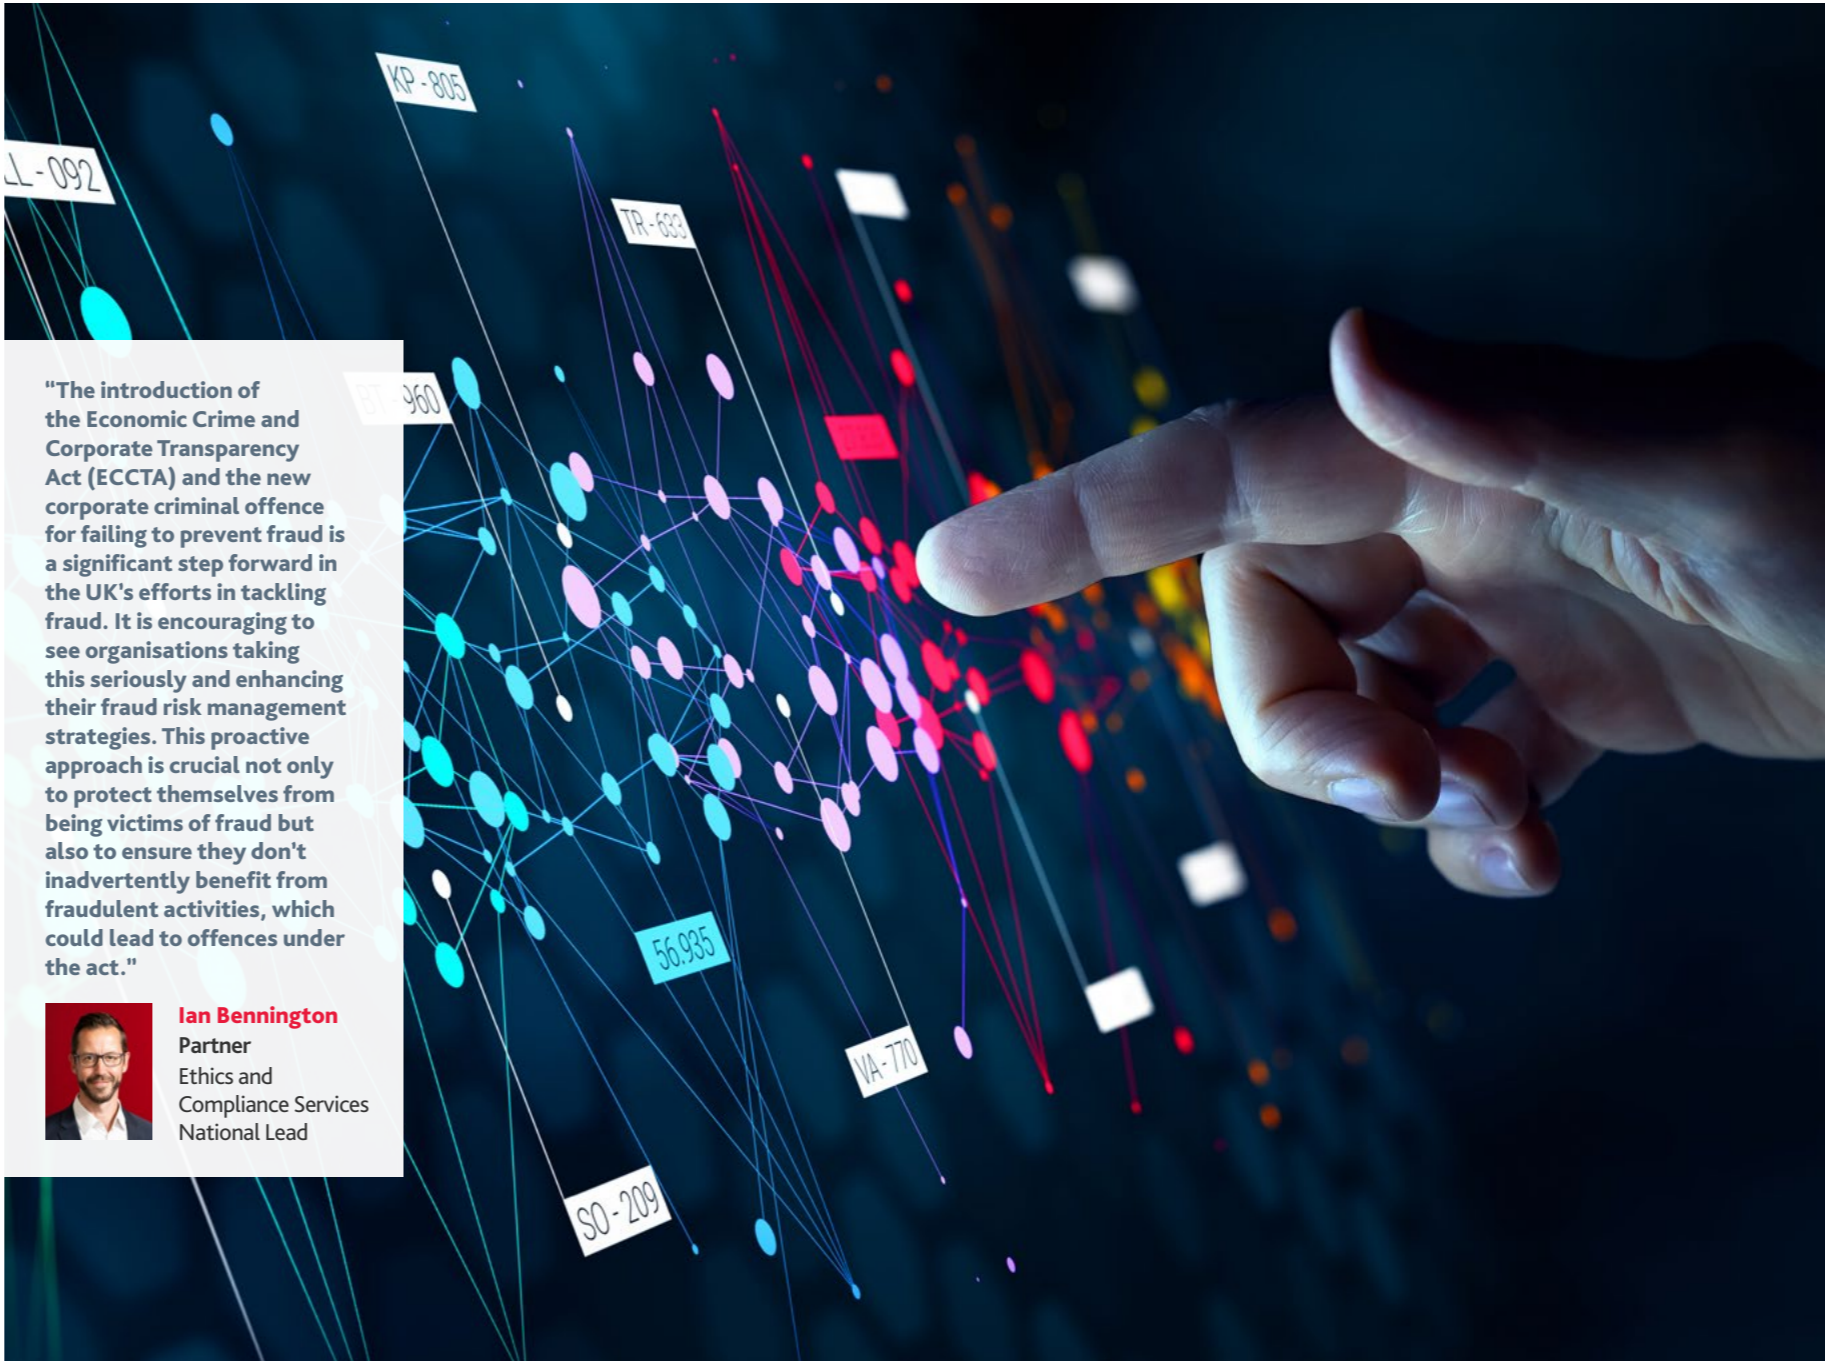 KP - 805
LL - 092
TR - 633
960
“The introduction of
the Economic Crime and
Corporate Transparency
Act (ECCTA) and the new
corporate criminal offence
for failing to prevent fraud is
a significant step forward in
the UK's efforts in tackling
fraud. It is encouraging to
see organisations taking
this seriously and enhancing
their fraud risk management
strategies. This proactive
approach is crucial not only
to protect themselves from
being victims of fraud but
also to ensure they don't
inadvertently benefit from
fraudulent activities, which
could lead to offences under
the act."
Ian Bennington
Partner
Ethics and
Compliance Services
National Lead
56.935
VA - 770
SO - 209